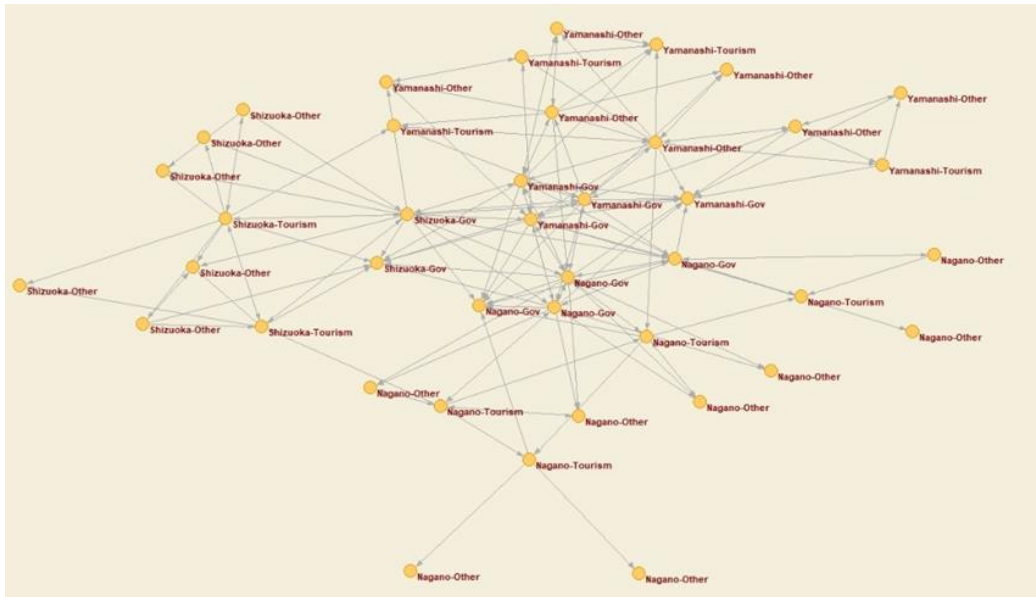 Yamanashi-Other
Yamanashi-Tourism
Yamanashi-Tourism
Yamanashi-Other
Yamanashi-Other
Yamanashi-Other
Shizuoka-Other
Yamanashi-Other
Yamanashi-Tourism
Yamanashi-Other
Shizuoka-Other
Yamanashi-Other
Yamanashi-Tourism
Shizuoka-Other
Yamanashi-Gov
Yamanashi-Gov
Yamanashi-Gov
Shizuoka-Gov
Shizuoka-Tourism
Yamanashi-Gov
Nagano-Other
Nagano-Gov
Shizuoka-Gov
Shizuoka-Other
Nagano-Gov
Shizuoka-Other
Nagano-Tourism
Nagano-Gov
Nagano-Gov
Shizuoka-Other
Shizuoka-Tourism
Nagano-Other
Nagano-Tourism
Nagano-Other
Nagano-Other
Nagano-Other
Nagano-Tourism
Nagano-Other
Nagano-Tourism
Nagano-Other
Nagano-Other